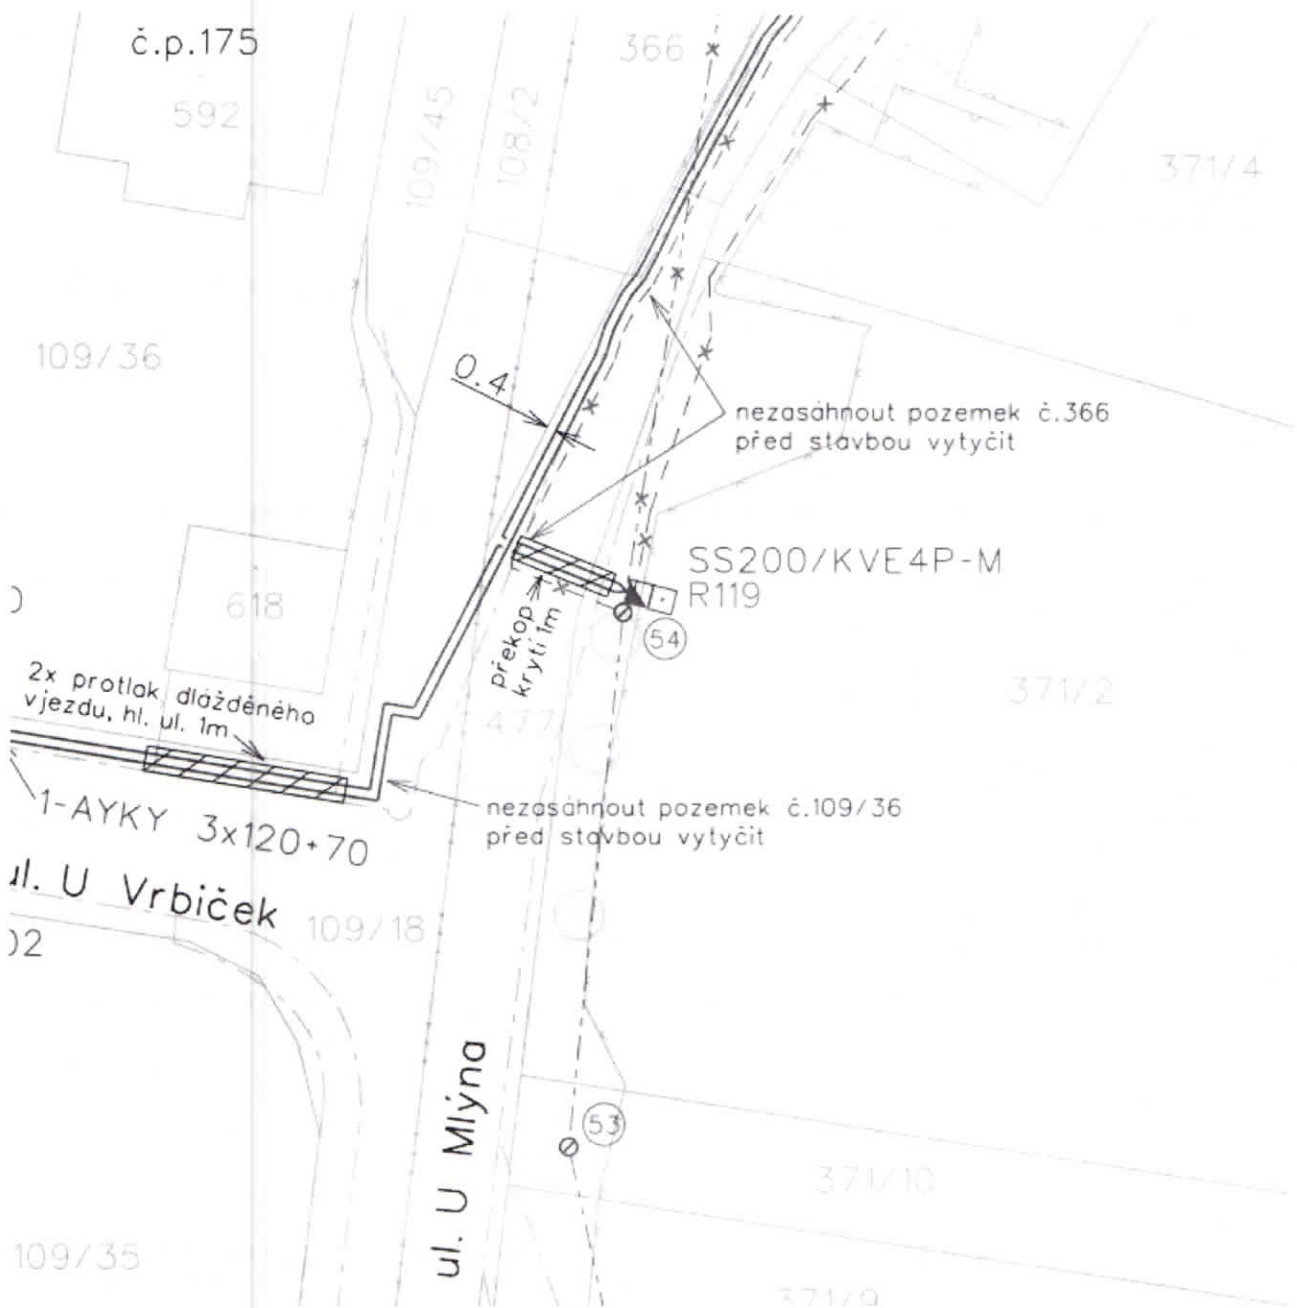 č.p.175
592
109/45
108/2
366
371/4
109/36
0.4
nezasáhnout pozemek č.366
před stavbou vytyčit
SS200/KVE4P-M
R119
54
618
překop
krytí 1m
2x protlak dlážděného
vjezdu, hl. ul. 1m
477
371/2
1-AYKY 3x120+70
nezasáhnout pozemek č.109/36
před stavbou vytyčit
ul. U Vrbiček
109/18
02
ul. U Mlýna
53
371/10
109/35
371/9